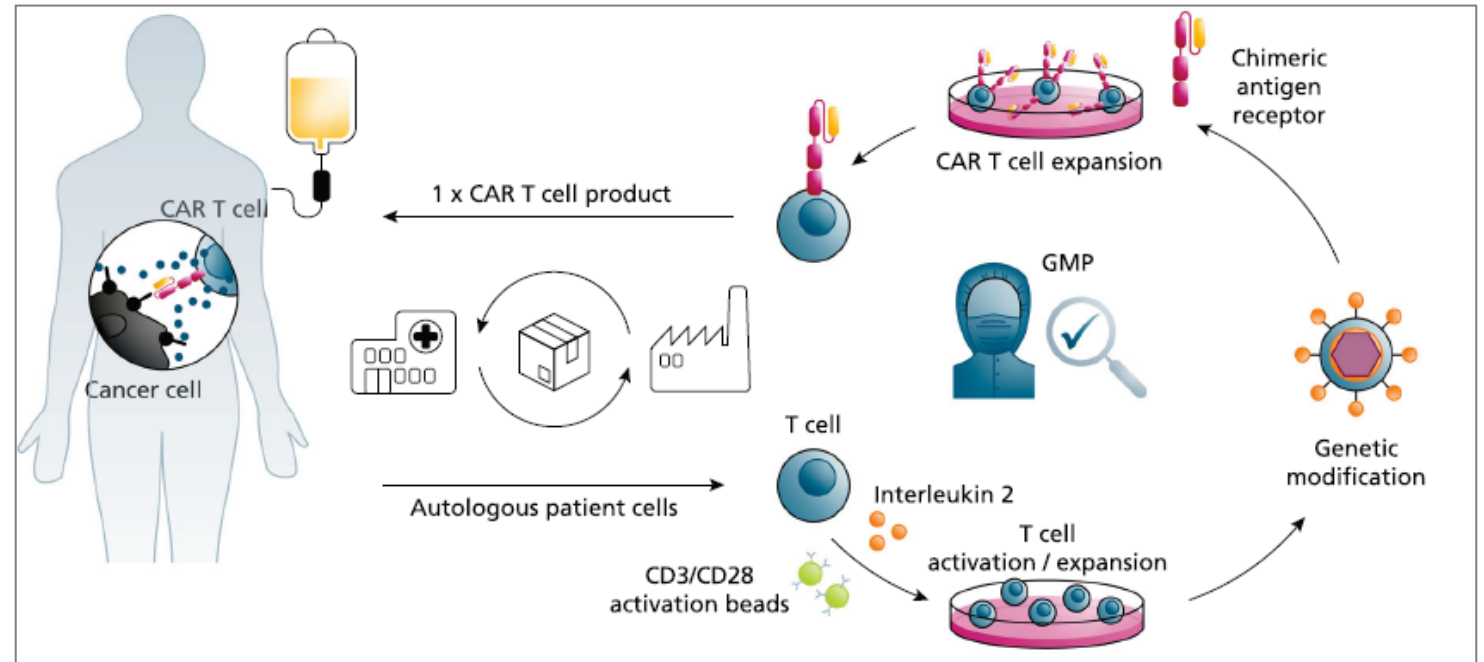 Chimeric
antigen
receptor
CAR T cell expansion
1 x CAR T cell product
CAR T cell
GMP
Cancer cell
T cell
Genetic
modification
Interleukin 2
Autologous patient cells
T cell
activation / expansion
CD3/CD28
activation beads